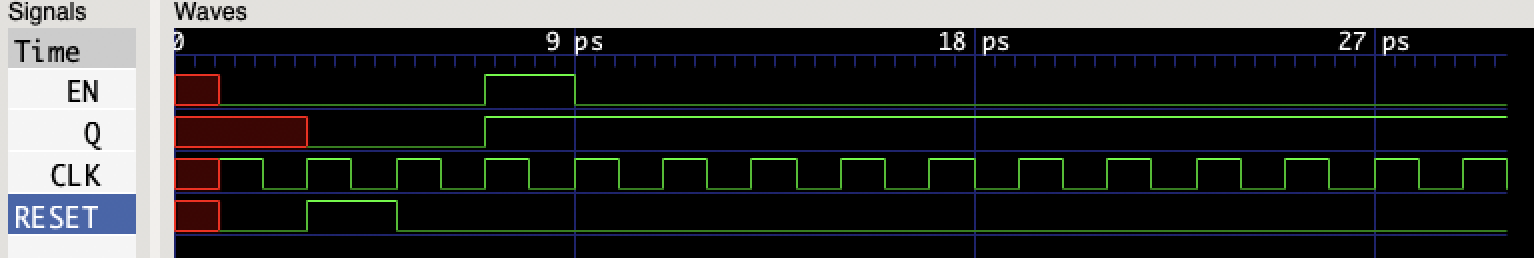 Signals Waves
Time 0 9 ps 18 ps 27 ps
EN
Q
CLK
RESET